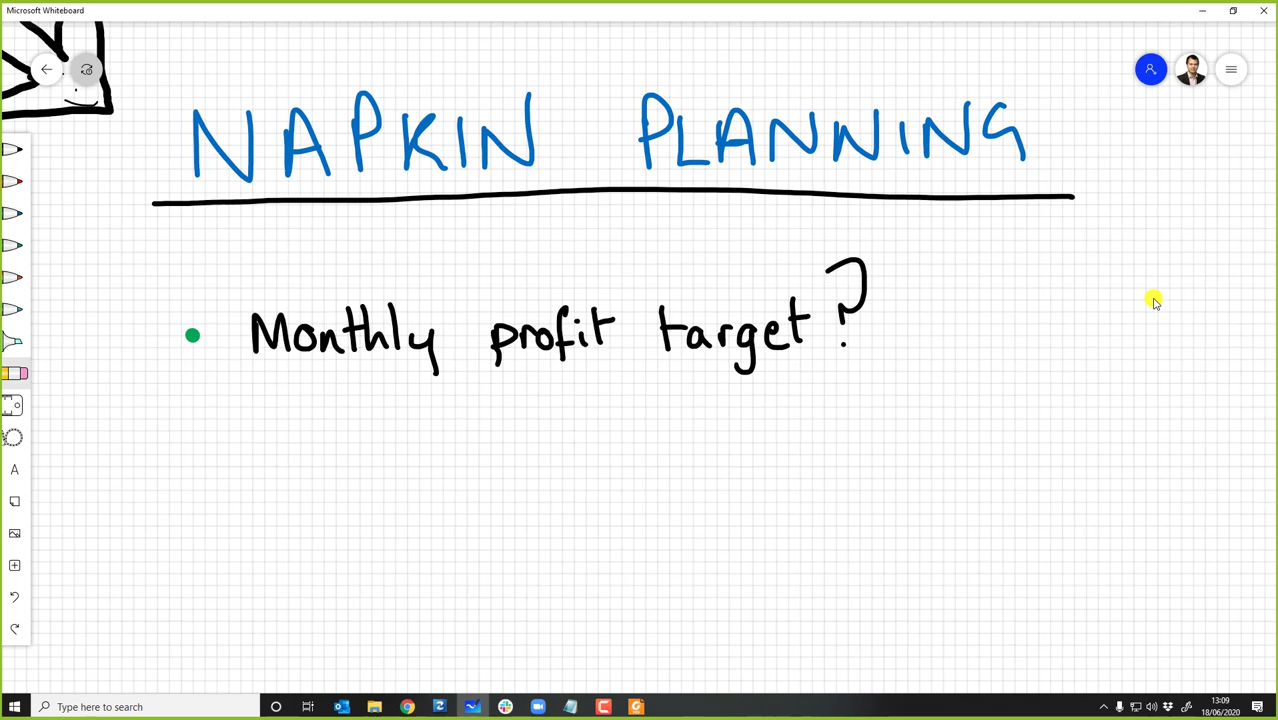 Microsoft Whiteboard
NAPKIN PLANNING
Monthly profit target?
A
Type here to search
13:09
18/06/2020